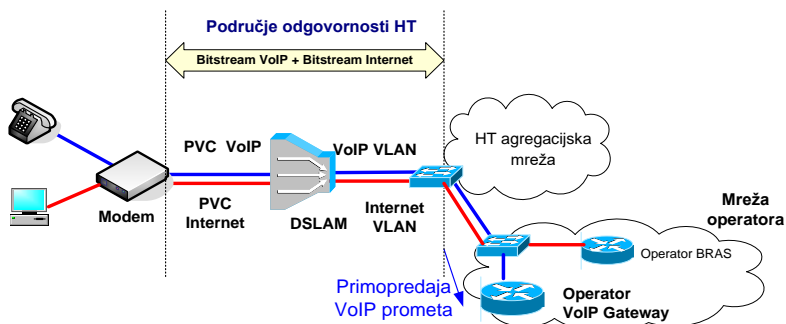 Područje odgovornosti HT
Bitstream VoIP + Bitstream Internet
PVC VoIP
VoIP VLAN
HT agregacijska
mreža
Modem
PVC
Internet
DSLAM
Internet
VLAN
Mreža
operatora
Operator BRAS
Primopredaja
VoIP prometa
Operator
VoIP Gateway